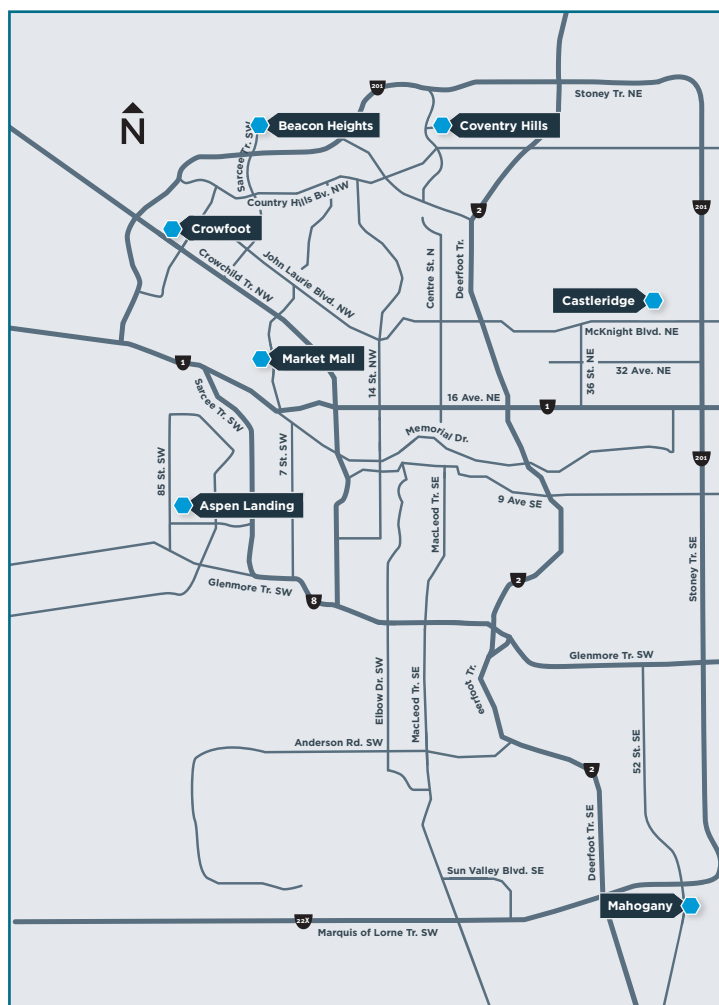 201
Stoney Tr. NE
N
Sarcee Tr. SW
Beacon Heights
Coventry Hills
Country Hills Bv. NW
2
201
Crowfoot
Crowchild Tr. NW
John Laurie Blvd. NW
Centre St. N
Deerfoot Tr.
Castleridge
McKnight Blvd. NE
Market Mall
1
14 St. NW
36 St. NE
32 Ave. NE
Sarcee Tr. SW
16 Ave. NE
1
Memorial Dr.
85 St. SW
7 St. SW
201
MacLeod Tr. SE
9 Ave SE
Aspen Landing
Stoney Tr. SE
Glenmore Tr. SW
8
2
Glenmore Tr. SW
Elbow Dr. SW
MacLeod Tr. SE
eerfoot Tr.
52 St. SE
Anderson Rd. SW
2
Deerfoot Tr. SE
Sun Valley Blvd. SE
Mahogany
22X
Marquis of Lorne Tr. SW